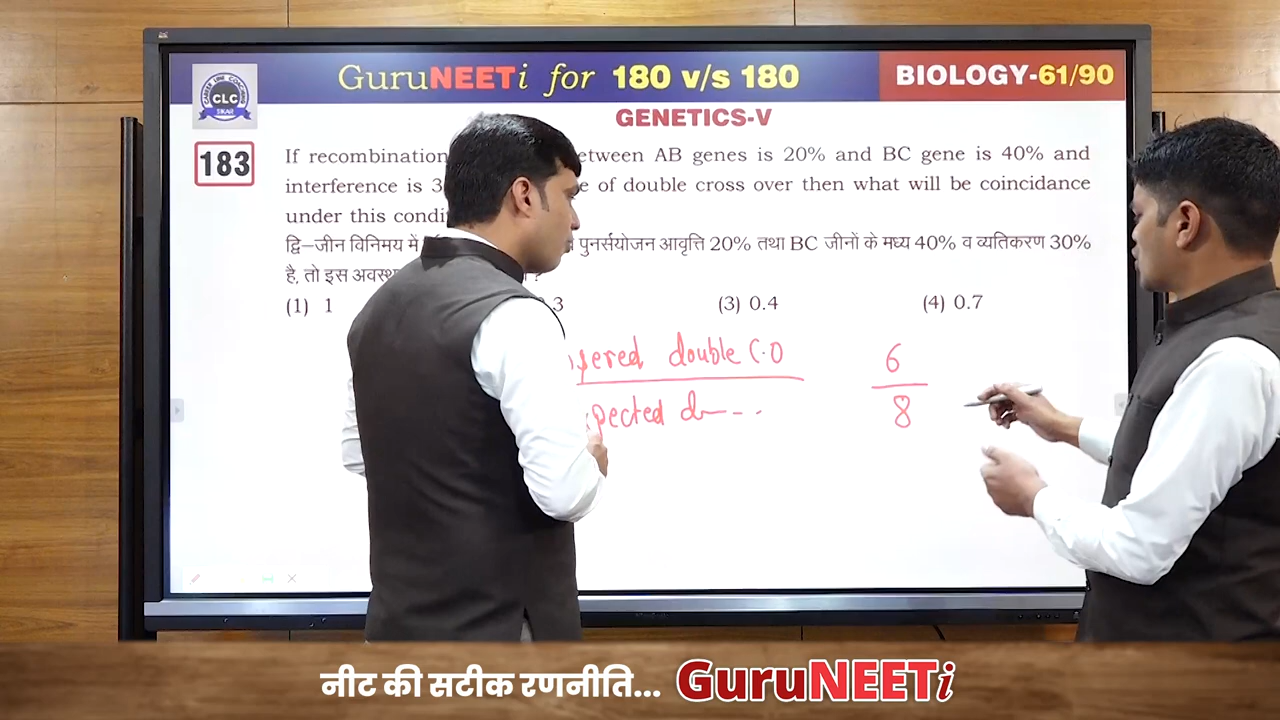 GuruNEETi for 180 v/s 180
BIOLOGY-61/90
CLC
SIKAR
GENETICS-V
183
If recombination etween AB genes is 20% and BC gene is 40% and
interference is 3 e of double cross over then what will be coincidance
under this condi
द्वि–जीन विनिमय में पुनर्संयोजन आवृत्ति 20% तथा BC जीनों के मध्य 40% व व्यतिकरण 30%
है, तो इस अवस्थ ?
(1) 1 .3 (3) 0.4 (4) 0.7
double C.O 6
pected d 8
नीट की सटीक रणनीति... GuruNEETi